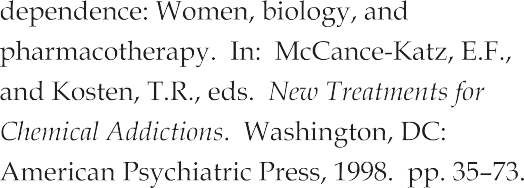 dependence: Women, biology, and
pharmacotherapy.  In:  McCance-Katz, E.F.,
and Kosten, T.R., eds.  New Treatments for
Chemical Addictions.  Washington, DC:
American Psychiatric Press, 1998.  pp. 35–73.